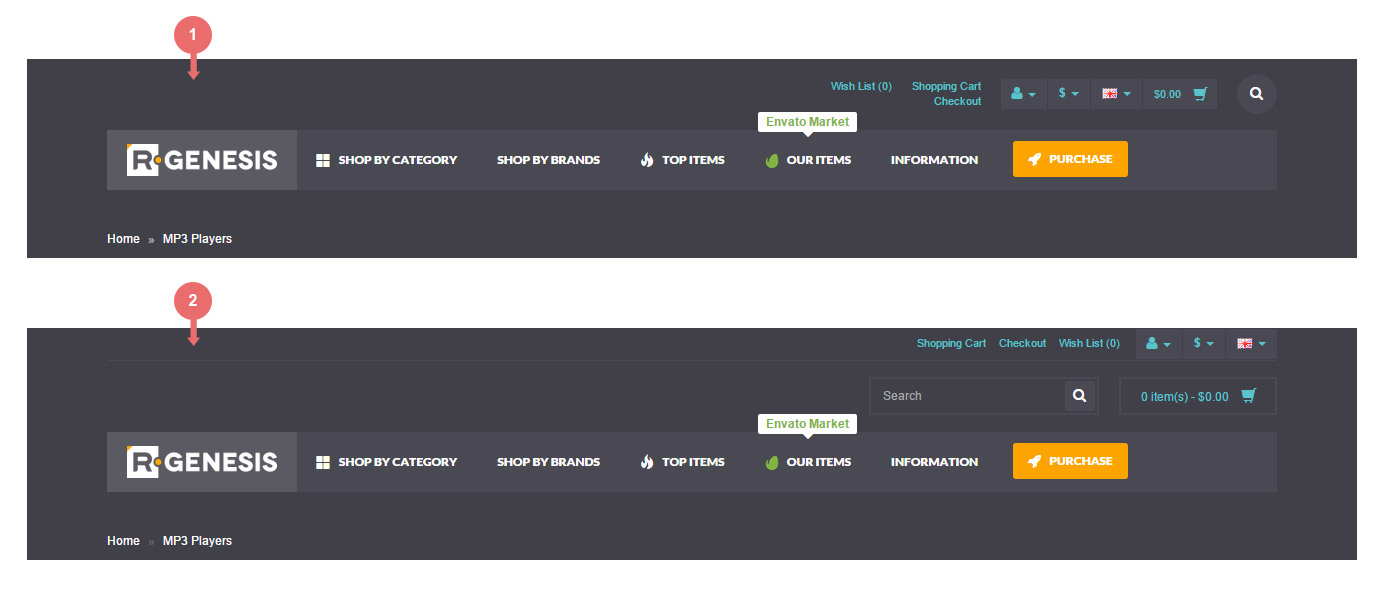 1
Wish List (0) Shopping Cart $ $0.00
Checkout
Envato Market
R GENESIS SHOP BY CATEGORY SHOP BY BRANDS TOP ITEMS OUR ITEMS INFORMATION PURCHASE
Home » MP3 Players
2
Shopping Cart Checkout Wish List (0) $
Search 0 item(s) - $0.00
Envato Market
R GENESIS SHOP BY CATEGORY SHOP BY BRANDS TOP ITEMS OUR ITEMS INFORMATION PURCHASE
Home » MP3 Players